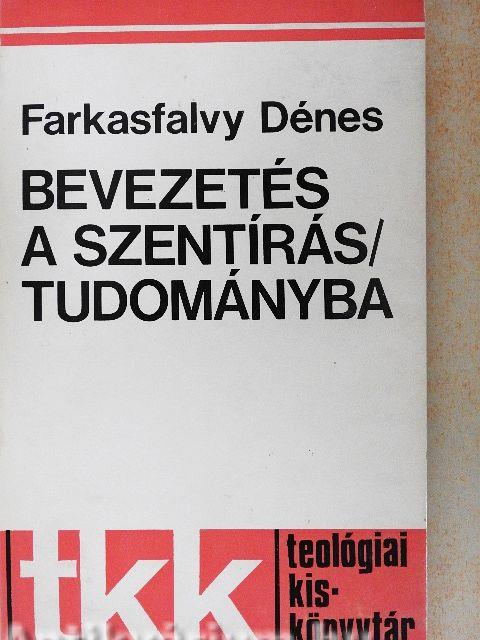 Farkasfalvy Dénes
BEVEZETÉS
A SZENTÍRÁS/
TUDOMÁNYBA
tkk
teológiai
kis-
könyvtár